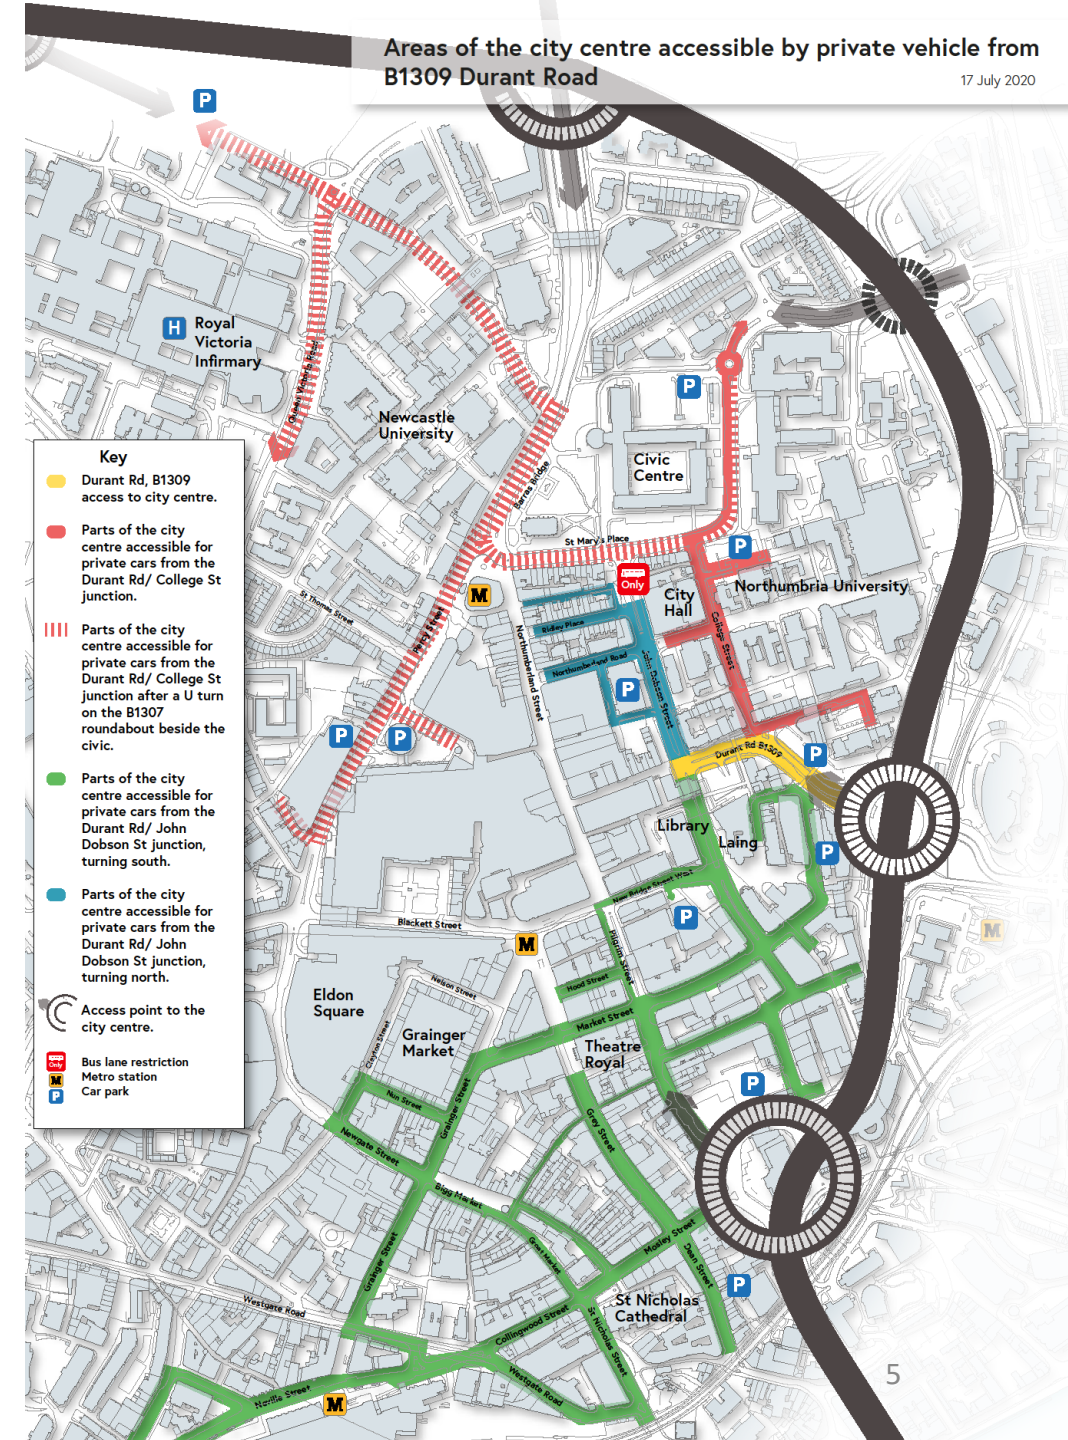 Areas of the city centre accessible by private vehicle from
B1309 Durant Road
17 July 2020
P
H
Royal
Victoria
Infirmary
Queen Victoria Road
Newcastle
University
P
Civic
Centre
Barras Bridge
St Mary's Place
P
Only
Northumbria University
City
Hall
M
St Thomas Street
Percy Street
Northumberland Street
Ridley Place
Northumberland Road
John Dobson Street
College Street
P
P
P
Durant Rd B1309
P
Library
Laing
P
New Bridge Street West
P
Blackett Street
M
M
Pilgrim Street
Hood Street
Nelson Street
Eldon
Square
Clayton Street
Grainger
Market
Market Street
Theatre
Royal
P
Nun Street
Grainger Street
Grey Street
Newgate Street
Bigg Market
Groat Market
Mosley Street
Dean Street
Grainger Street
P
St Nicholas
Cathedral
Westgate Road
Collingwood Street
St Nicholas Street
Westgate Road
Neville Street
M
5
Key
Durant Rd, B1309
access to city centre.
Parts of the city
centre accessible for
private cars from the
Durant Rd/ College St
junction.
Parts of the city
centre accessible for
private cars from the
Durant Rd/ College St
junction after a U turn
on the B1307
roundabout beside the
civic.
Parts of the city
centre accessible for
private cars from the
Durant Rd/ John
Dobson St junction,
turning south.
Parts of the city
centre accessible for
private cars from the
Durant Rd/ John
Dobson St junction,
turning north.
Access point to the
city centre.
Only
Bus lane restriction
M
Metro station
P
Car park